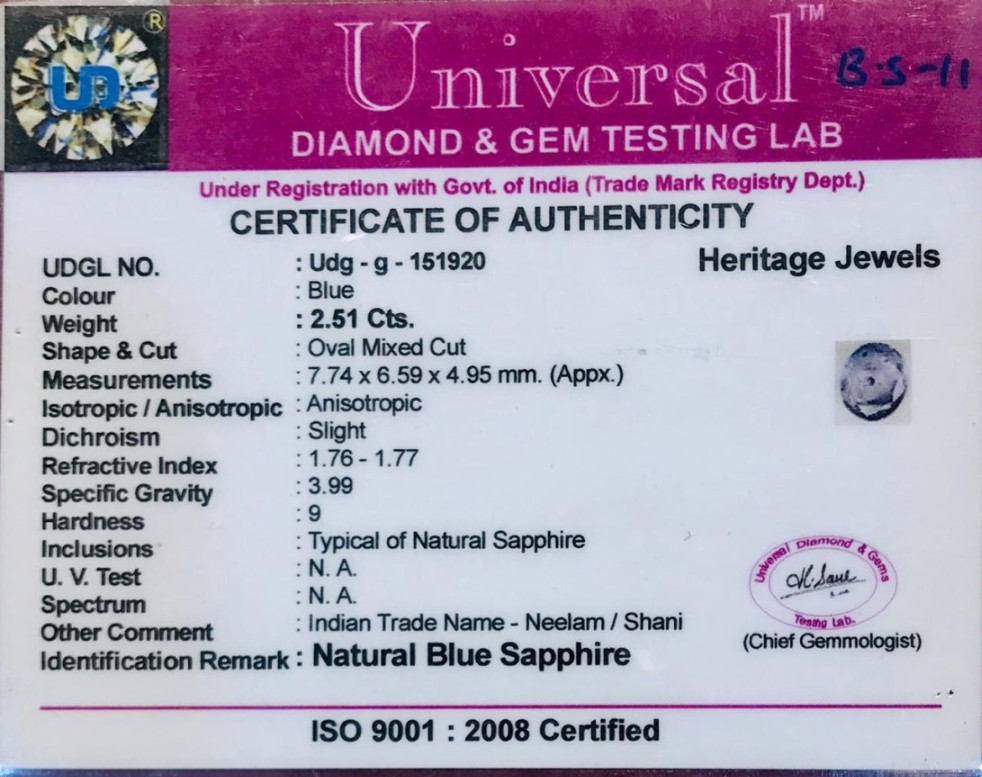 UD ®
Universal™
B.S-11
DIAMOND & GEM TESTING LAB
Under Registration with Govt. of India (Trade Mark Registry Dept.)
CERTIFICATE OF AUTHENTICITY
Heritage Jewels
UDGL NO. : Udg - g - 151920
Colour : Blue
Weight : 2.51 Cts.
Shape & Cut : Oval Mixed Cut
Measurements : 7.74 x 6.59 x 4.95 mm. (Appx.)
Isotropic / Anisotropic : Anisotropic
Dichroism : Slight
Refractive Index : 1.76 - 1.77
Specific Gravity : 3.99
Hardness : 9
Inclusions : Typical of Natural Sapphire
U. V. Test : N. A.
Spectrum : N. A.
Other Comment : Indian Trade Name - Neelam / Shani
Identification Remark : Natural Blue Sapphire
Universal Diamond & Gems
Testing Lab.
(Chief Gemmologist)
ISO 9001 : 2008 Certified